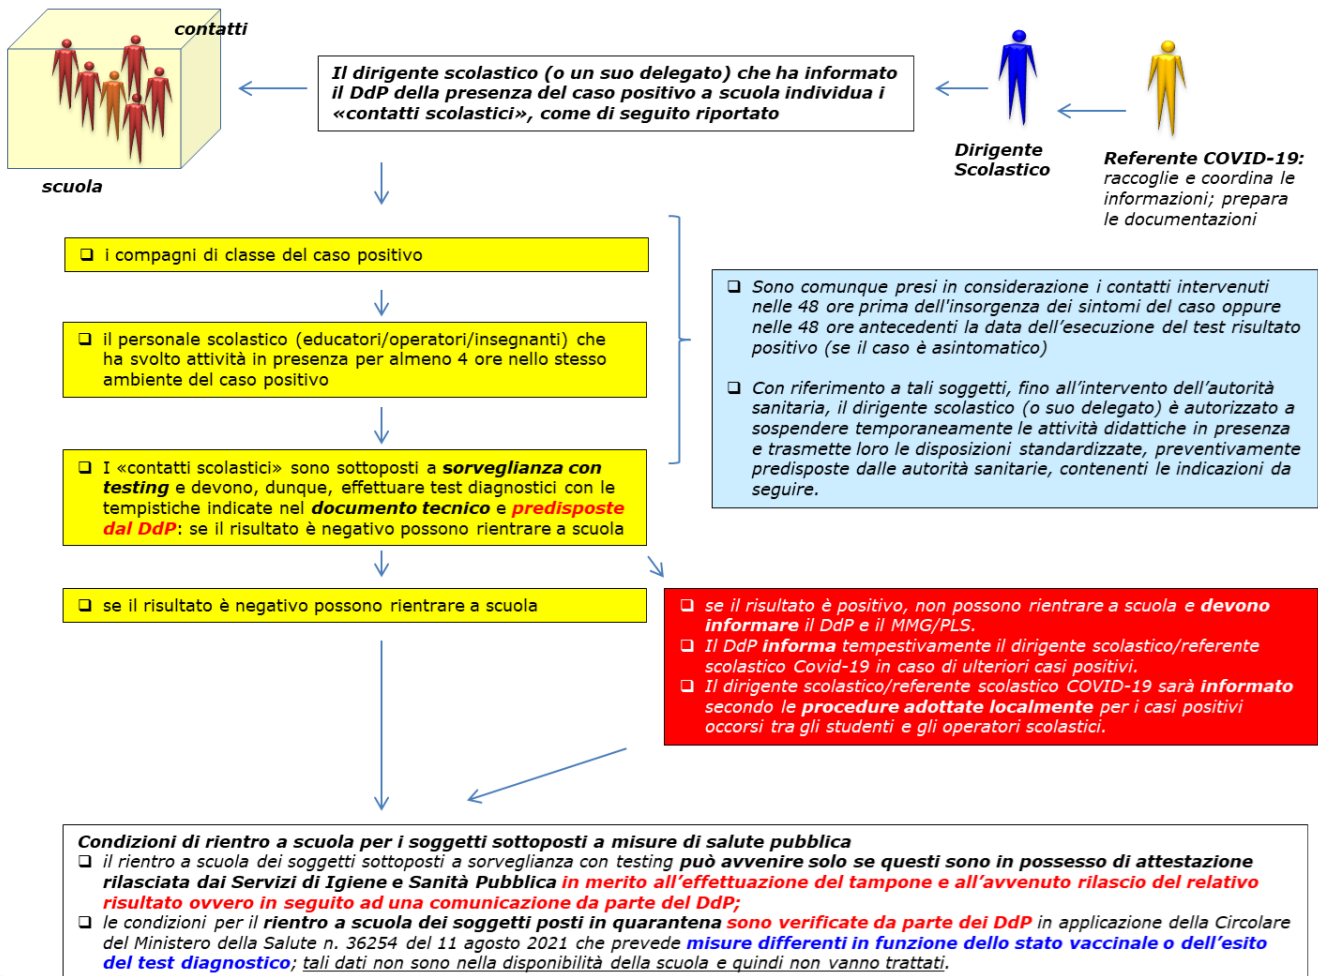 contatti
scuola
Il dirigente scolastico (o un suo delegato) che ha informato
il DdP della presenza del caso positivo a scuola individua i
«contatti scolastici», come di seguito riportato
Dirigente
Scolastico
Referente COVID-19:
raccoglie e coordina le
informazioni; prepara
le documentazioni
❑ i compagni di classe del caso positivo
❑ il personale scolastico (educatori/operatori/insegnanti) che
ha svolto attività in presenza per almeno 4 ore nello stesso
ambiente del caso positivo
❑ I «contatti scolastici» sono sottoposti a sorveglianza con
testing e devono, dunque, effettuare test diagnostici con le
tempistiche indicate nel documento tecnico e predisposte
dal DdP: se il risultato è negativo possono rientrare a scuola
❑ Sono comunque presi in considerazione i contatti intervenuti
nelle 48 ore prima dell'insorgenza dei sintomi del caso oppure
nelle 48 ore antecedenti la data dell’esecuzione del test risultato
positivo (se il caso è asintomatico)
❑ Con riferimento a tali soggetti, fino all’intervento dell’autorità
sanitaria, il dirigente scolastico (o suo delegato) è autorizzato a
sospendere temporaneamente le attività didattiche in presenza
e trasmette loro le disposizioni standardizzate, preventivamente
predisposte dalle autorità sanitarie, contenenti le indicazioni da
seguire.
❑ se il risultato è negativo possono rientrare a scuola
❑ se il risultato è positivo, non possono rientrare a scuola e devono
informare il DdP e il MMG/PLS.
❑ Il DdP informa tempestivamente il dirigente scolastico/referente
scolastico Covid-19 in caso di ulteriori casi positivi.
❑ Il dirigente scolastico/referente scolastico COVID-19 sarà informato
secondo le procedure adottate localmente per i casi positivi
occorsi tra gli studenti e gli operatori scolastici.
Condizioni di rientro a scuola per i soggetti sottoposti a misure di salute pubblica
❑ il rientro a scuola dei soggetti sottoposti a sorveglianza con testing può avvenire solo se questi sono in possesso di attestazione
rilasciata dai Servizi di Igiene e Sanità Pubblica in merito all’effettuazione del tampone e all’avvenuto rilascio del relativo
risultato ovvero in seguito ad una comunicazione da parte del DdP;
❑ le condizioni per il rientro a scuola dei soggetti posti in quarantena sono verificate da parte dei DdP in applicazione della Circolare
del Ministero della Salute n. 36254 del 11 agosto 2021 che prevede misure differenti in funzione dello stato vaccinale o dell’esito
del test diagnostico; tali dati non sono nella disponibilità della scuola e quindi non vanno trattati.